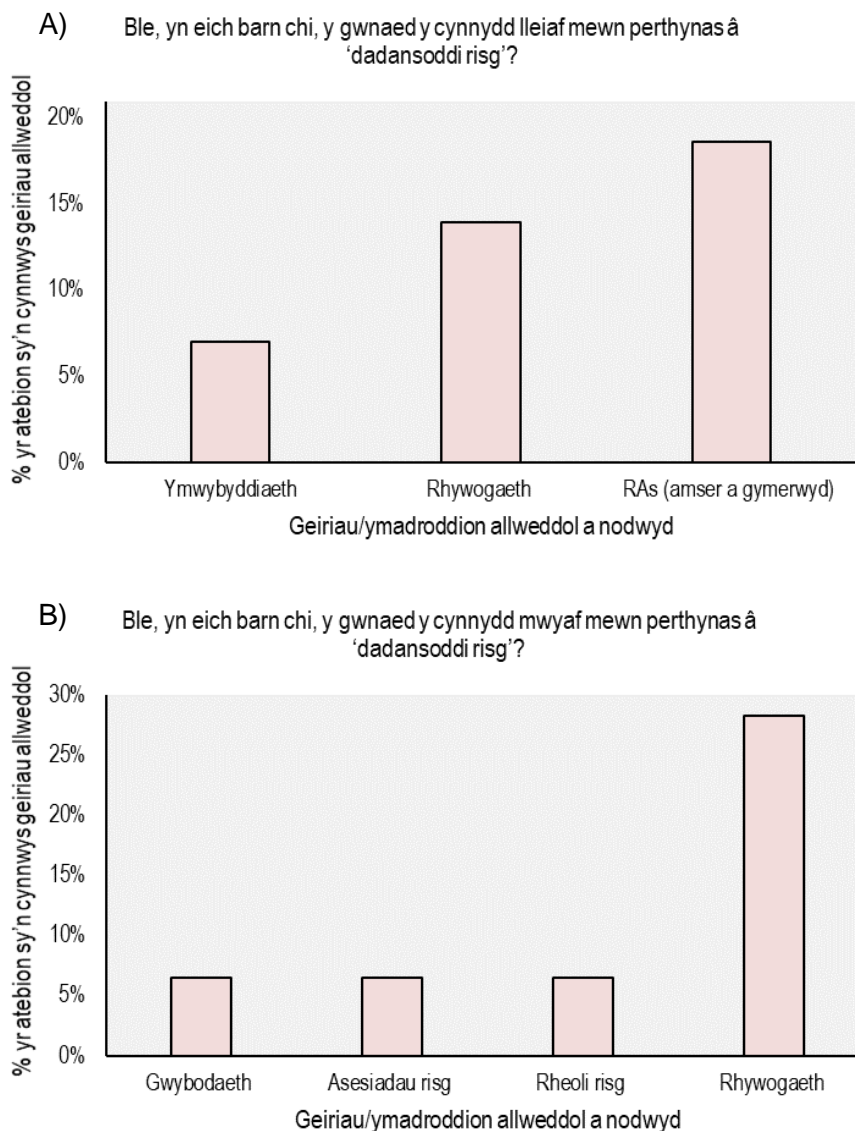 A)
Ble, yn eich barn chi, y gwnaed y cynnydd lleiaf mewn perthynas â
'dadansoddi risg'?
% yr atebion sy'n cynnwys geiriau allweddol
20%
15%
10%
5%
0%
Ymwybyddiaeth
Rhywogaeth
RAs (amser a gymerwyd)
Geiriau/ymadroddion allweddol a nodwyd
B)
Ble, yn eich barn chi, y gwnaed y cynnydd mwyaf mewn perthynas â
'dadansoddi risg'?
% yr atebion sy'n cynnwys geiriau allweddol
30%
25%
20%
15%
10%
5%
0%
Gwybodaeth
Asesiadau risg
Rheoli risg
Rhywogaeth
Geiriau/ymadroddion allweddol a nodwyd